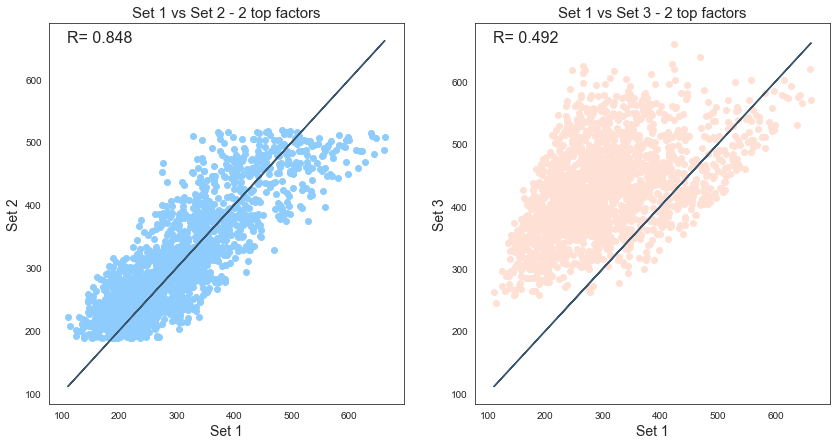 Set 1 vs Set 2 - 2 top factors
R= 0.848
600
500
400
300
200
100
Set 2
100 200 300 400 500 600
Set 1
Set 1 vs Set 3 - 2 top factors
R= 0.492
600
500
400
300
200
100
Set 3
100 200 300 400 500 600
Set 1